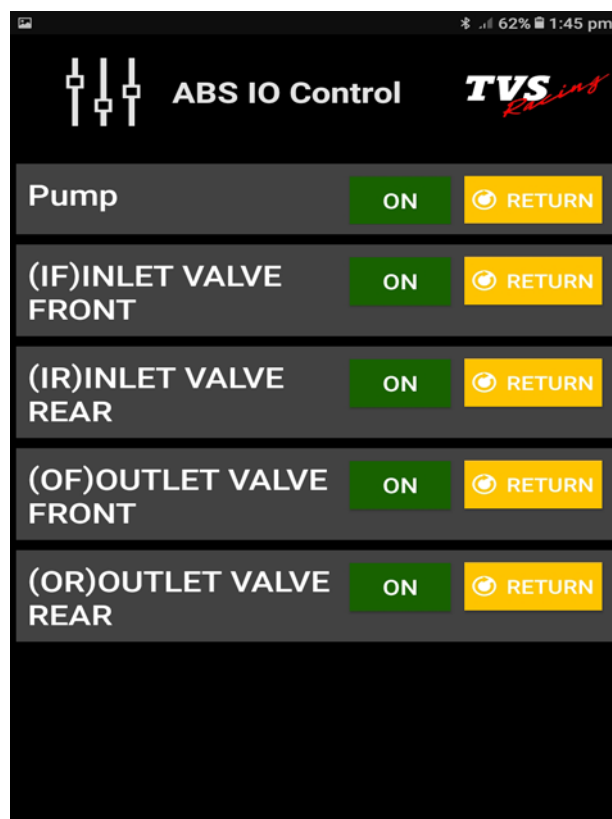 62% 1:45 pm
ABS IO Control
TVS
Racing
Pump
ON
RETURN
(IF)INLET VALVE
FRONT
ON
RETURN
(IR)INLET VALVE
REAR
ON
RETURN
(OF)OUTLET VALVE
FRONT
ON
RETURN
(OR)OUTLET VALVE
REAR
ON
RETURN